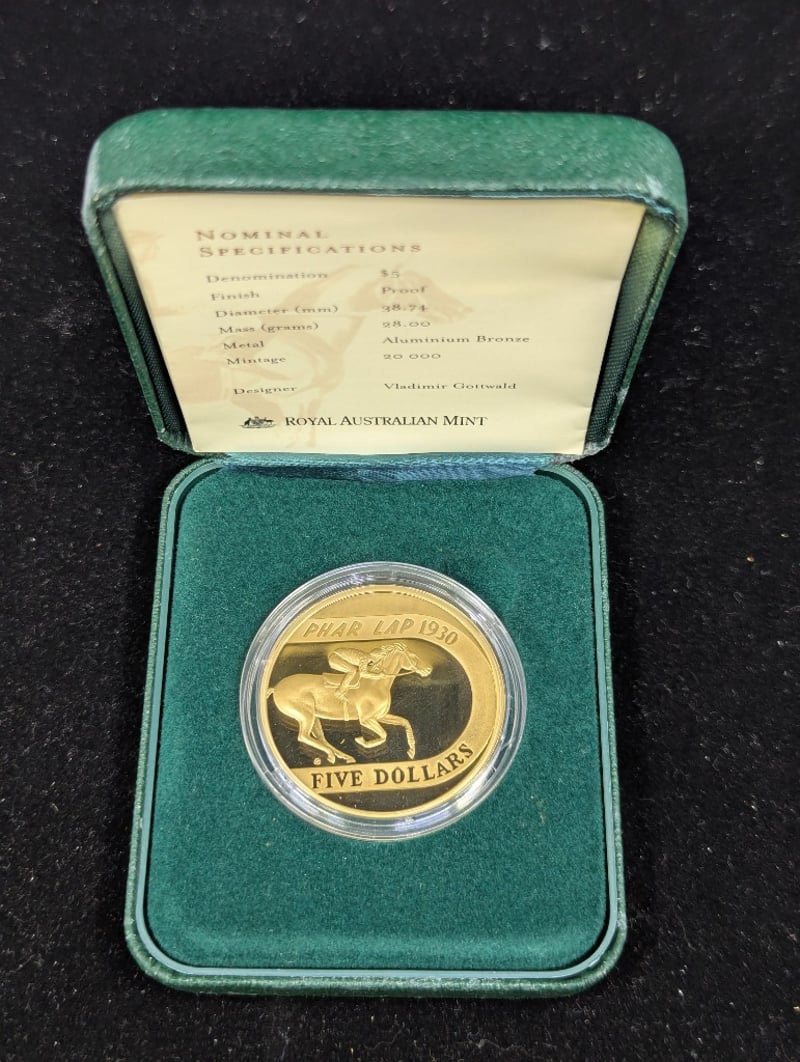 NOMINAL
SPECIFICATIONS
Denomination $5
Finish Proof
Diameter (mm) 38.74
Mass (grams) 28.00
Metal Aluminium Bronze
Mintage 20 000
Designer Vladimir Gottwald
ROYAL AUSTRALIAN MINT
PHAR LAP 1930
FIVE DOLLARS